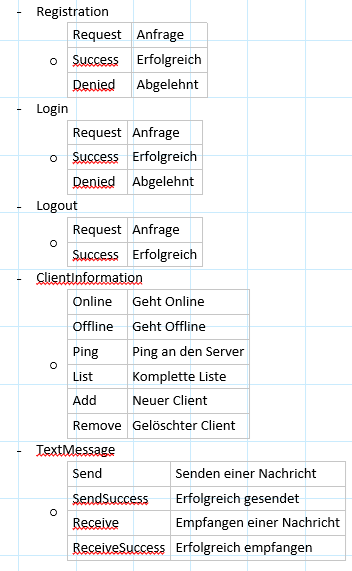 - Registration
Request Anfrage
Success Erfolgreich
Denied Abgelehnt
- Login
Request Anfrage
Success Erfolgreich
Denied Abgelehnt
- Logout
Request Anfrage
Success Erfolgreich
- ClientInformation
Online Geht Online
Offline Geht Offline
Ping Ping an den Server
List Komplette Liste
Add Neuer Client
Remove Gelöschter Client
- TextMessage
Send Senden einer Nachricht
SendSuccess Erfolgreich gesendet
Receive Empfangen einer Nachricht
ReceiveSuccess Erfolgreich empfangen